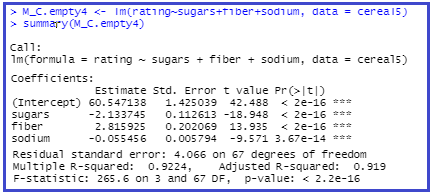 > M_C.empty4 <- lm(rating~sugars+fiber+sodium, data = cereal5)
> summary(M_C.empty4)
Call:
lm(formula = rating ~ sugars + fiber + sodium, data = cereal5)
Coefficients:
Estimate Std. Error t value Pr(>|t|)
(Intercept) 60.547138 1.425039 42.488 < 2e-16 ***
sugars -2.133745 0.112613 -18.948 < 2e-16 ***
fiber 2.815925 0.202069 13.935 < 2e-16 ***
sodium -0.055456 0.005794 -9.571 3.67e-14 ***
Residual standard error: 4.066 on 67 degrees of freedom
Multiple R-squared: 0.9224, Adjusted R-squared: 0.919
F-statistic: 265.6 on 3 and 67 DF, p-value: < 2.2e-16